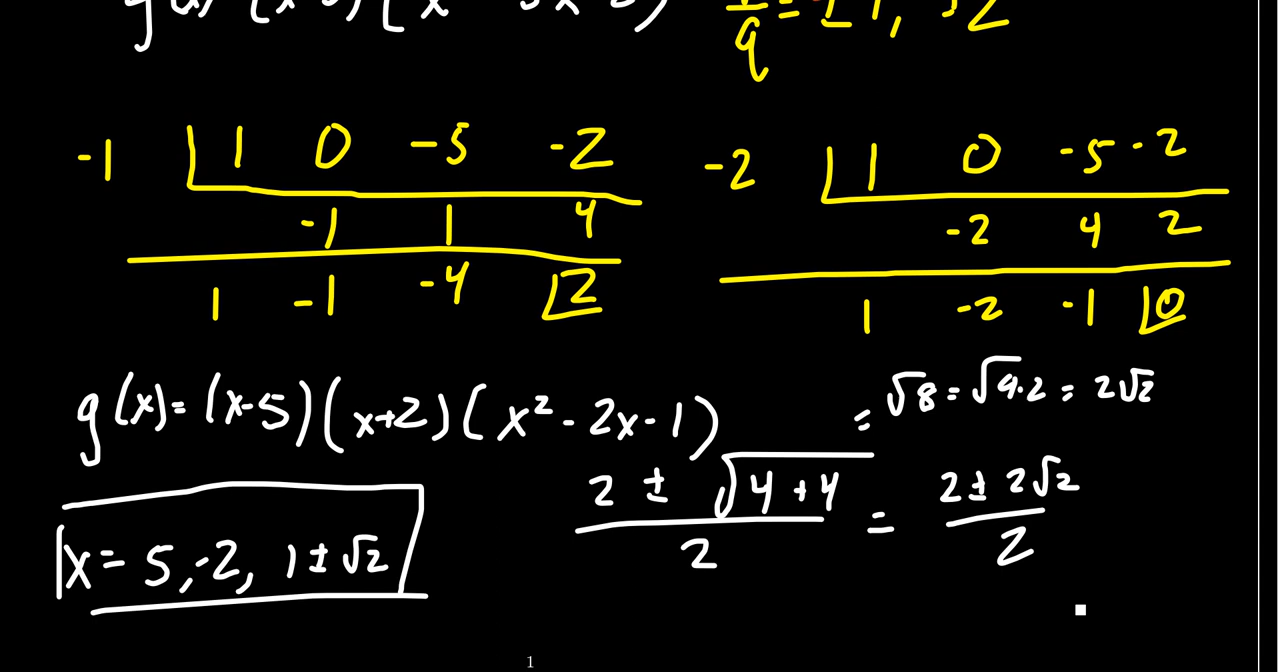 -1 | 1 0 -5 -2
-1 1 4
1 -1 -4 | 2
-2 | 1 0 -5 -2
-2 4 2
1 -2 -1 | 0
g(x) = (x-5)(x+2)(x² - 2x - 1)
= √8 = √4·2 = 2√2
2 ± √4+4 / 2 = 2 ± 2√2 / 2
x = 5, -2, 1 ± √2
1